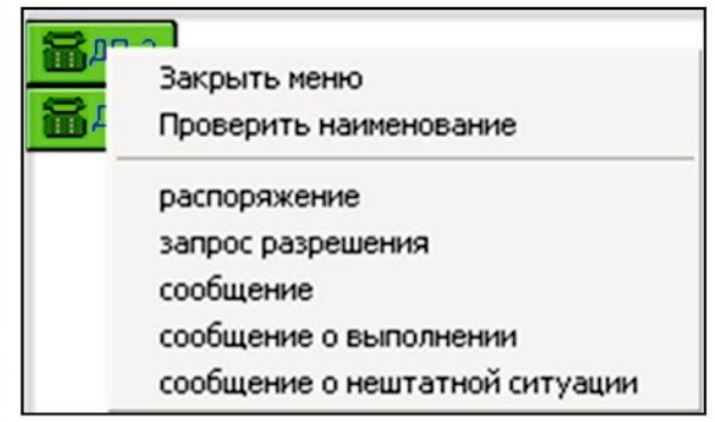 Закрыть меню
Проверить наименование
распоряжение
запрос разрешения
сообщение
сообщение о выполнении
сообщение о нештатной ситуации